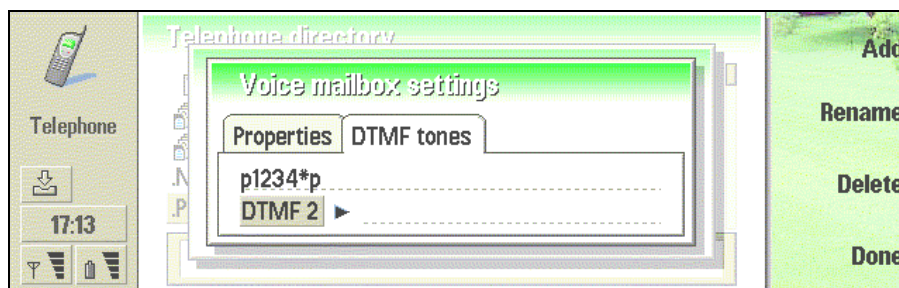 Telephone directory
Voice mailbox settings
Properties
DTMF tones
p1234*p
DTMF 2
Telephone
17:13
.N
.P
Add
Rename
Delete
Done